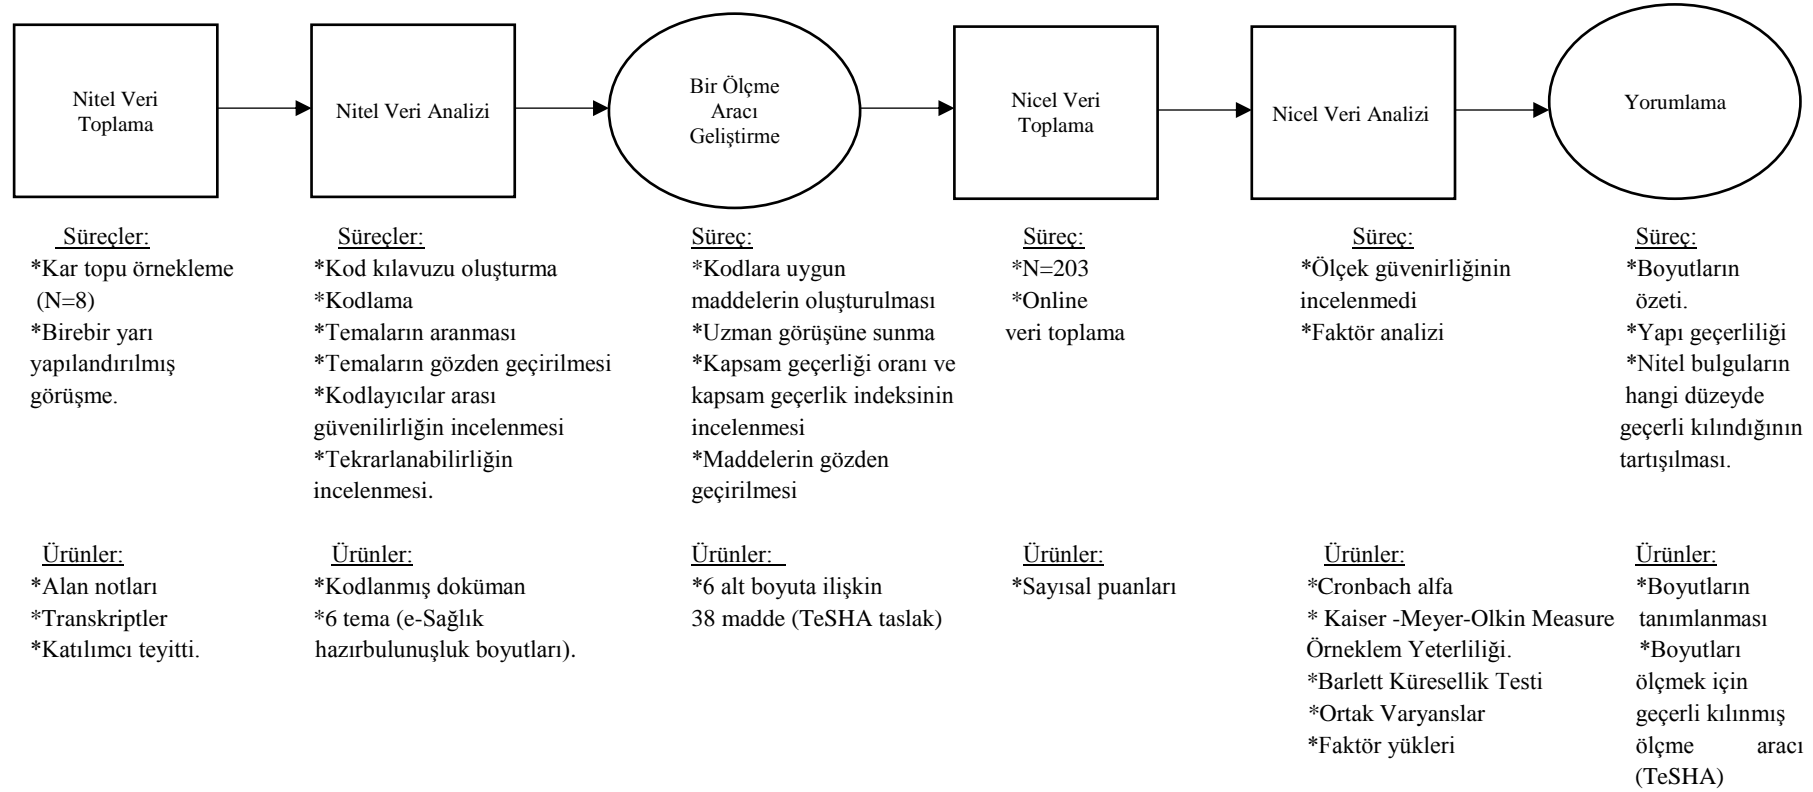 Nitel Veri
Toplama
Nitel Veri Analizi
Bir Ölçme
Aracı
Geliştirme
Nicel Veri
Toplama
Nicel Veri Analizi
Yorumlama
Süreçler:
*Kar topu örnekleme
(N=8)
*Birebir yarı
yapılandırılmış
görüşme.
Süreçler:
*Kod kılavuzu oluşturma
*Kodlama
*Temaların aranması
*Temaların gözden geçirilmesi
*Kodlayıcılar arası
güvenilirliğin incelenmesi
*Tekrarlanabilirliğin
incelenmesi.
Süreç:
*Kodlara uygun
maddelerin oluşturulması
*Uzman görüşüne sunma
*Kapsam geçerliği oranı ve
kapsam geçerlik indeksinin
incelenmesi
*Maddelerin gözden
geçirilmesi
Süreç:
*N=203
*Online
veri toplama
Süreç:
*Ölçek güvenirliğinin
incelenmedi
*Faktör analizi
Süreç:
*Boyutların
özeti.
*Yapı geçerliliği
*Nitel bulguların
hangi düzeyde
geçerli kılındığının
tartışılması.
Ürünler:
*Alan notları
*Transkriptler
*Katılımcı teyitti.
Ürünler:
*Kodlanmış doküman
*6 tema (e-Sağlık
hazırbulunuşluk boyutları).
Ürünler:
*6 alt boyuta ilişkin
38 madde (TeSHA taslak)
Ürünler:
*Sayısal puanları
Ürünler:
*Cronbach alfa
* Kaiser -Meyer-Olkin Measure
Örneklem Yeterliliği.
*Barlett Küresellik Testi
*Ortak Varyanslar
*Faktör yükleri
Ürünler:
*Boyutların
tanımlanması
*Boyutları
ölçmek için
geçerli kılınmış
ölçme aracı
(TeSHA)